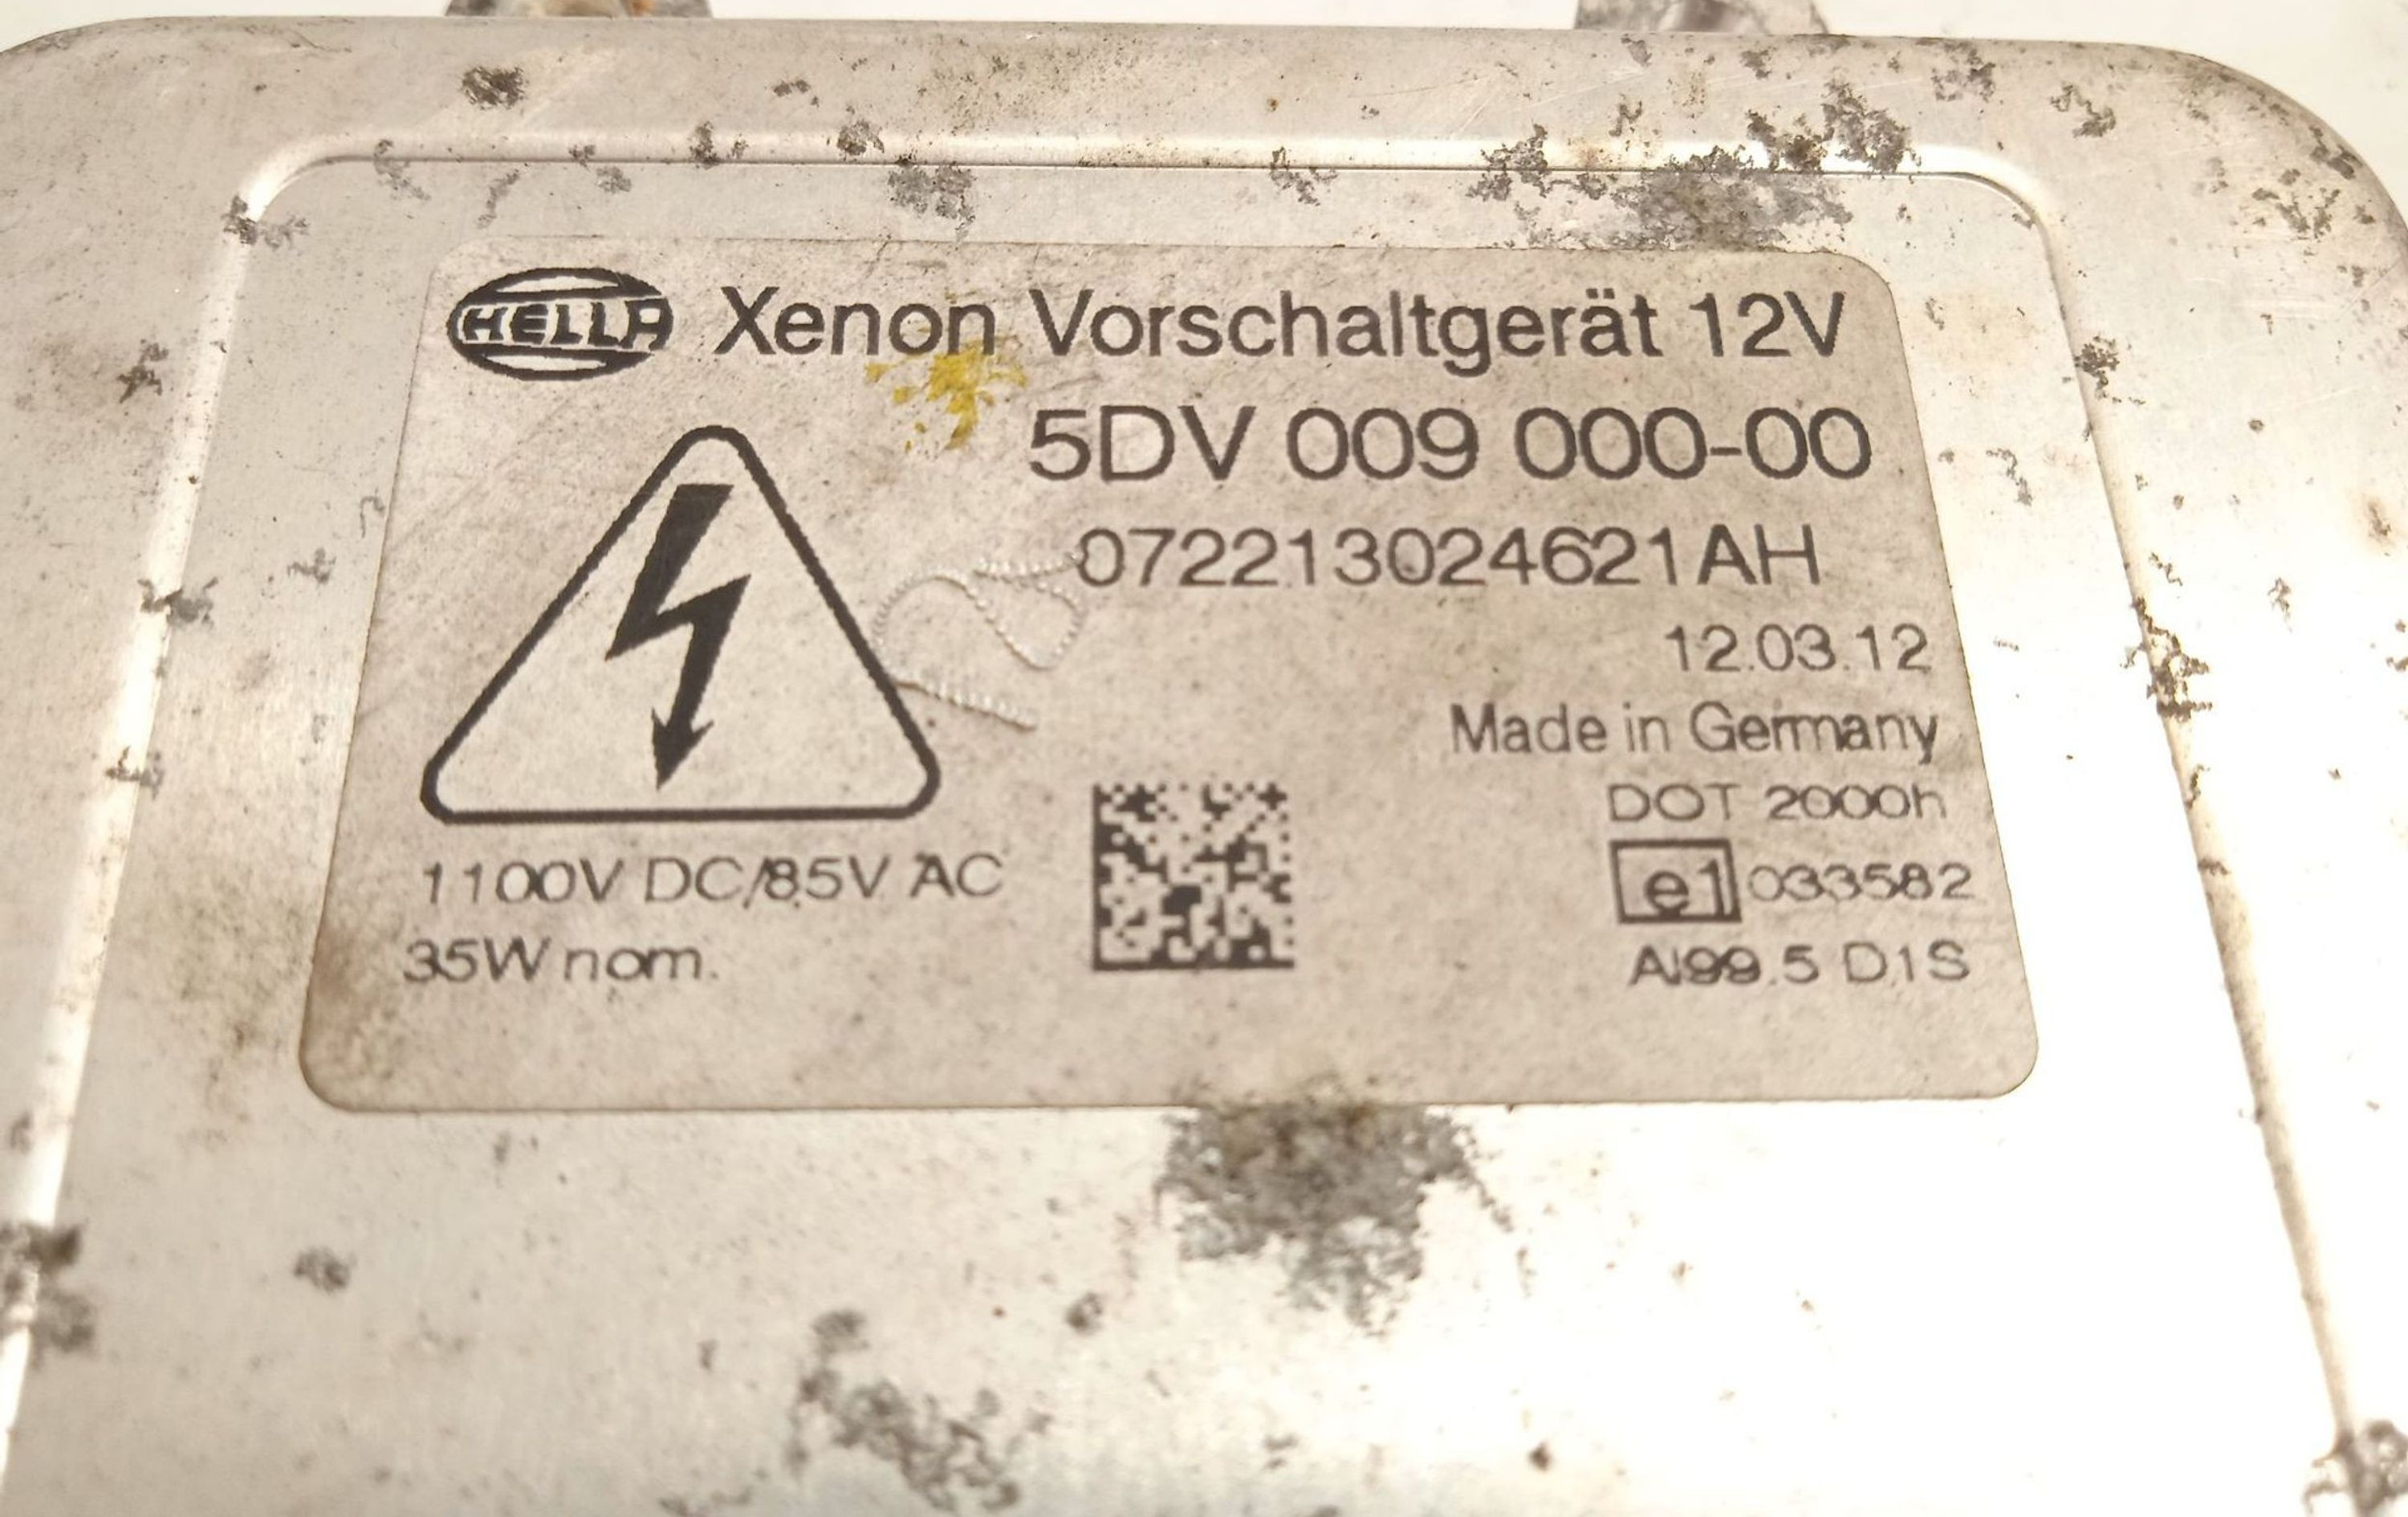 HELLA Xenon Vorschaltgerät 12V
5DV 009 000-00
072213024621AH
12.03.12
Made in Germany
DOT 2000h
1100V DC/85V AC
e1 033582
35W nom.
Al99.5 D1S